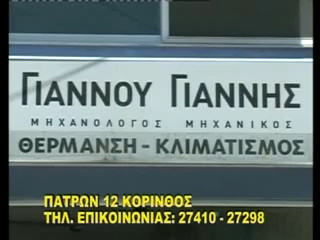 ΓΙΑΝΝΟΥ ΓΙΑΝΝΗΣ
ΜΗΧΑΝΟΛΟΓΟΣ ΜΗΧΑΝΙΚΟΣ
ΘΕΡΜΑΝΣΗ - ΚΛΙΜΑΤΙΣΜΟΣ
ΠΑΤΡΩΝ 12 ΚΟΡΙΝΘΟΣ
ΤΗΛ. ΕΠΙΚΟΙΝΩΝΙΑΣ: 27410 - 27298